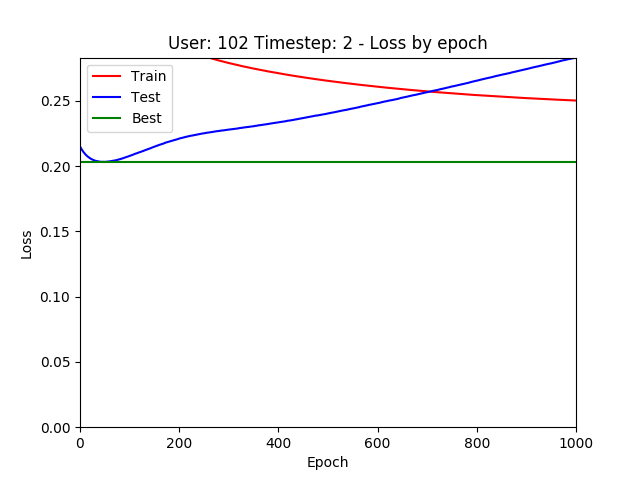 User: 102 Timestep: 2 - Loss by epoch
Train
Test
Best
Loss
0.25
0.20
0.15
0.10
0.05
0.00
0 200 400 600 800 1000
Epoch